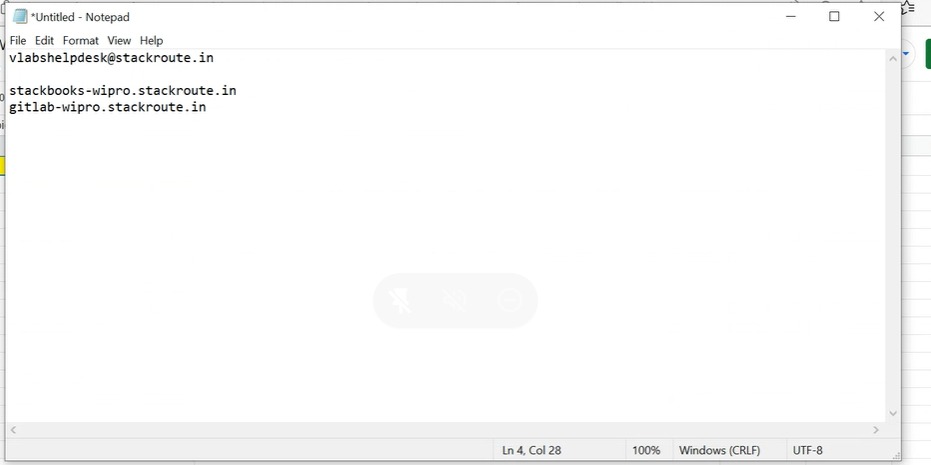 *Untitled - Notepad
File Edit Format View Help
vlabshelpdesk@stackroute.in
stackbooks-wipro.stackroute.in
gitlab-wipro.stackroute.in
Ln 4, Col 28 100% Windows (CRLF) UTF-8